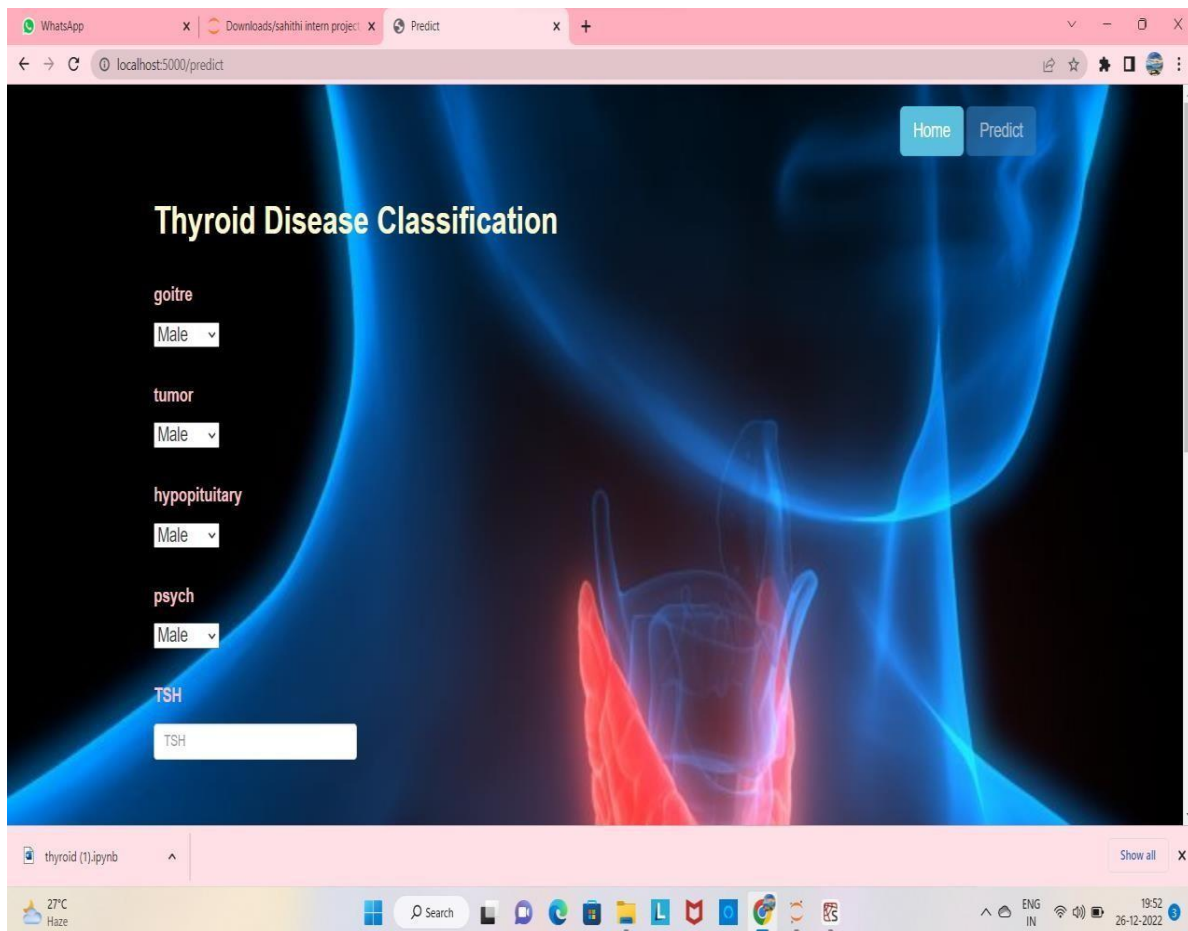 WhatsApp
Downloads/sahithi intern project
Predict
localhost:5000/predict
Home
Predict
Thyroid Disease Classification
goitre
Male
tumor
Male
hypopituitary
Male
psych
Male
TSH
TSH
thyroid (1).ipynb
Show all
27°C
Haze
Search
ENG
IN
19:52
26-12-2022
3